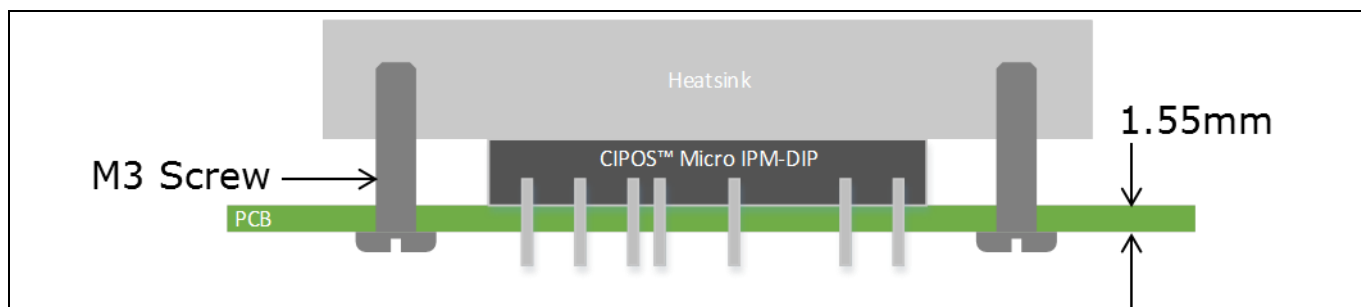 Heatsink
1.55mm
CIPOS™ Micro IPM-DIP
M3 Screw
PCB